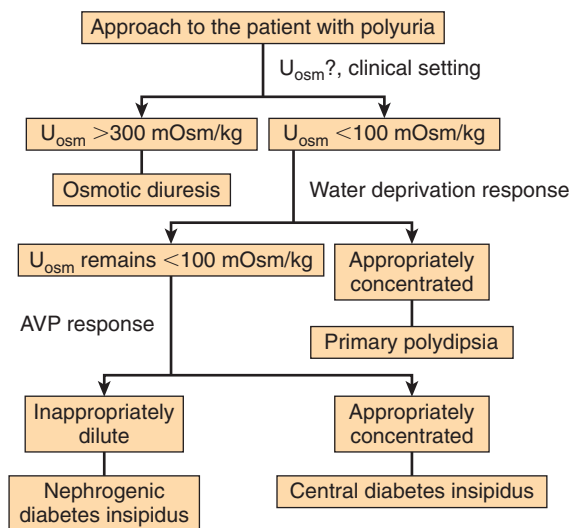 Approach to the patient with polyuria
Uosm?, clinical setting
Uosm >300 mOsm/kg
Uosm <100 mOsm/kg
Osmotic diuresis
Water deprivation response
Uosm remains <100 mOsm/kg
Appropriately
concentrated
AVP response
Primary polydipsia
Inappropriately
dilute
Appropriately
concentrated
Nephrogenic
diabetes insipidus
Central diabetes insipidus